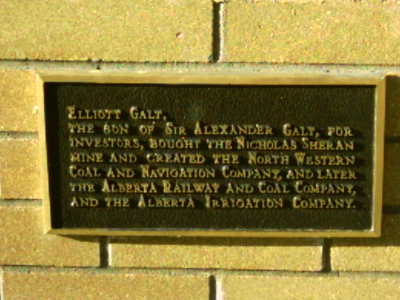 Elliott Galt,
the son of Sir Alexander Galt, for
investors, bought the Nicholas Sheran
mine and created the North Western
Coal and Navigation Company, and later
the Alberta Railway and Coal Company,
and the Alberta Irrigation Company.